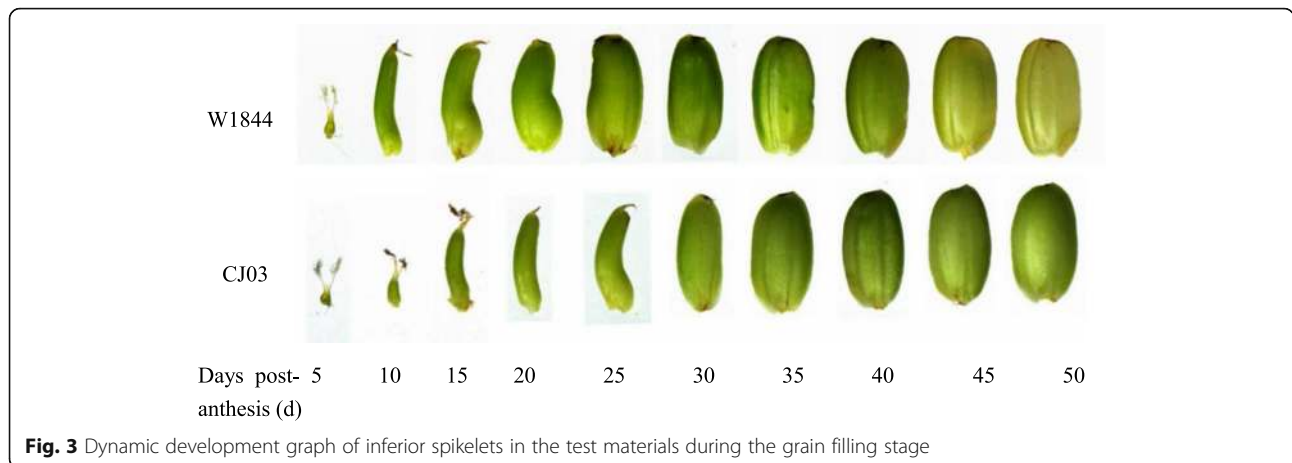 W1844
CJ03
Days post- 5 10 15 20 25 30 35 40 45 50
anthesis (d)
Fig. 3 Dynamic development graph of inferior spikelets in the test materials during the grain filling stage